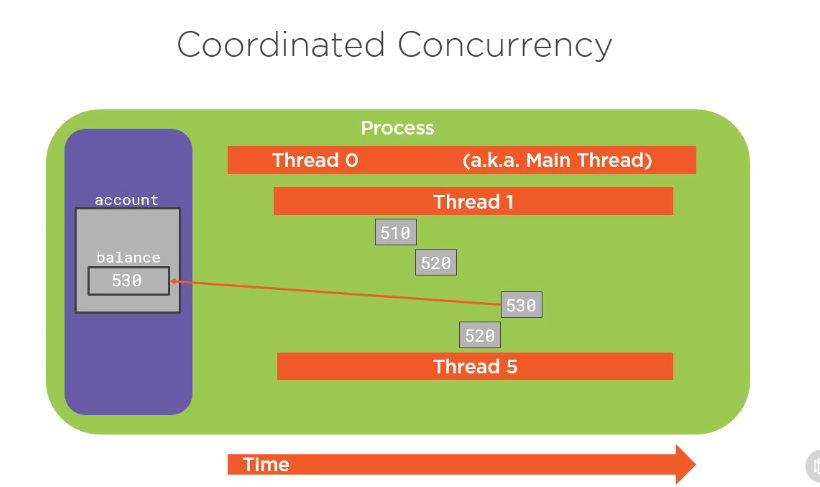 Coordinated Concurrency
Process
Thread 0 (a.k.a. Main Thread)
account
Thread 1
510
balance
520
530
530
520
Thread 5
Time